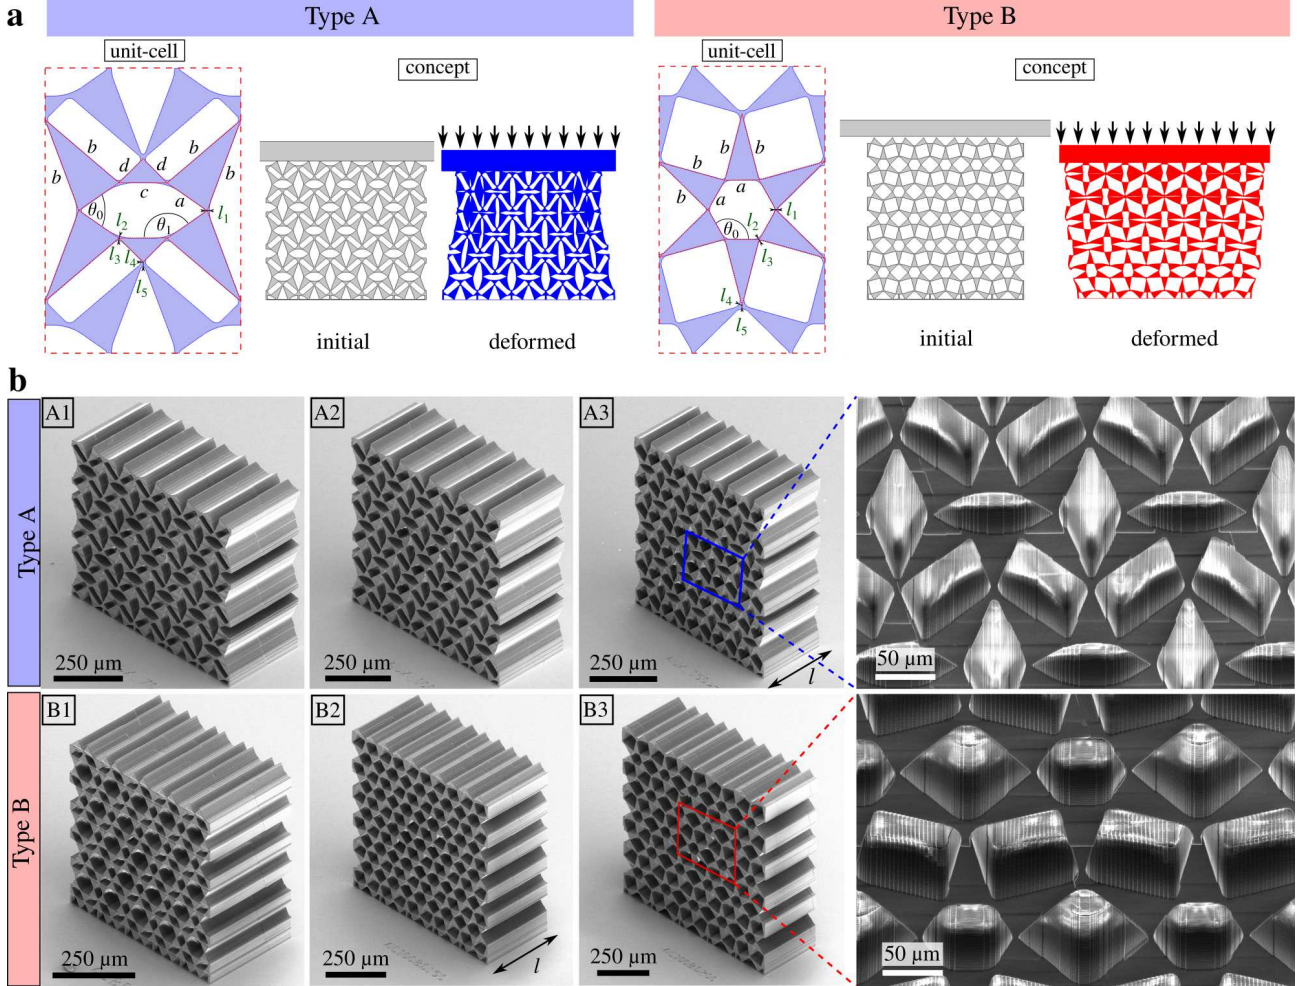 a
Type A
Type B
unit-cell
concept
unit-cell
concept
b
b
d
d
b
b
c
a
θ0
θ1
l1
l2
l3
l4
l5
initial
deformed
b
b
b
b
a
a
θ0
l1
l2
l3
l4
l5
initial
deformed
b
Type A
A1
A2
A3
250 µm
250 µm
250 µm
l
50 µm
Type B
B1
B2
B3
250 µm
250 µm
l
250 µm
50 µm